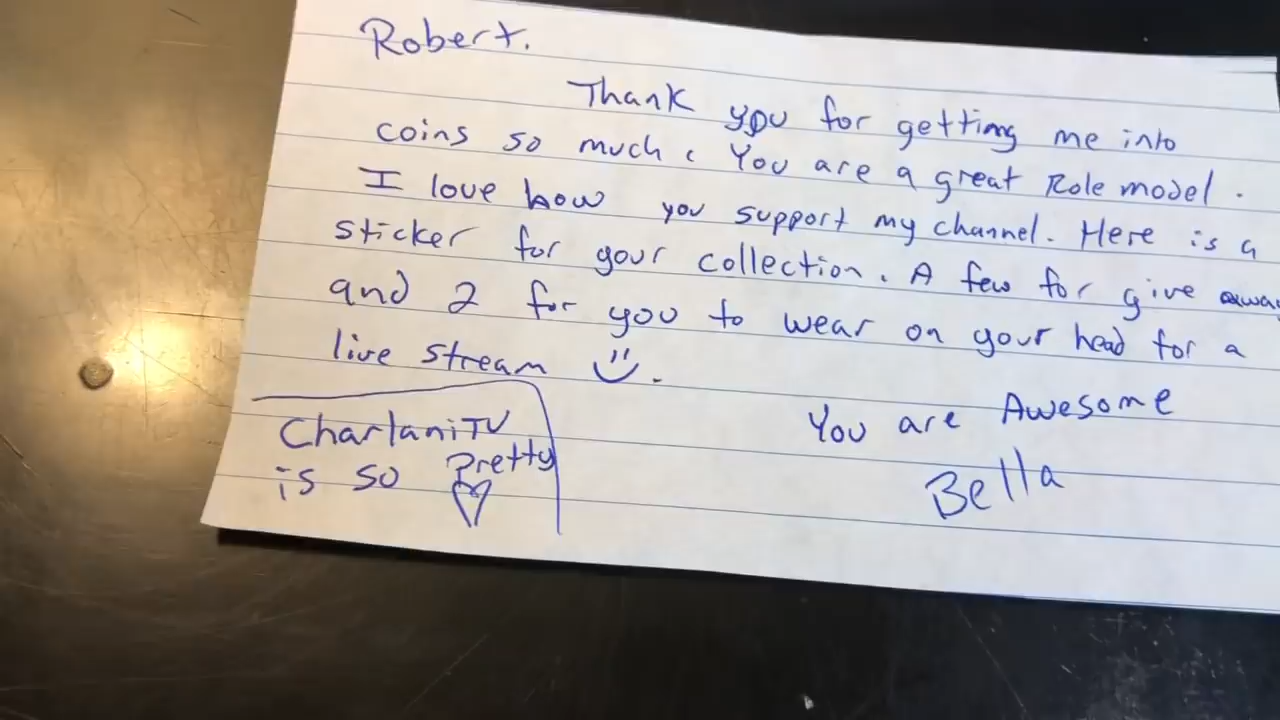 Robert.
Thank you for getting me into
coins so much. You are a great Role model.
I love how you support my channel. Here is a
sticker for your collection. A few for give away
and 2 for you to wear on your head for a
live stream ☺.
You are Awesome
Bella
CharlaniTV
is so Pretty
♡